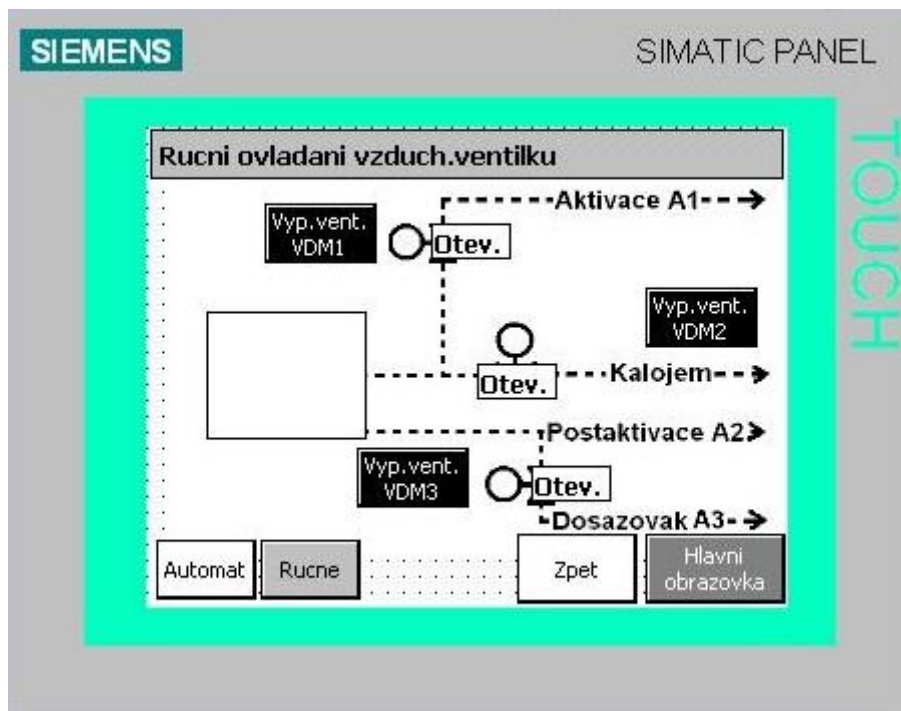 SIEMENS
SIMATIC PANEL
TOUCH
Rucni ovladani vzduch.ventilku
Aktivace A1
Vyp.vent.
VDM1
Otev.
Vyp.vent.
VDM2
Otev.
Kalojem
Postaktivace A2
Vyp.vent.
VDM3
Otev.
Dosazovak A3
Automat
Rucne
Zpet
Hlavni
obrazovka